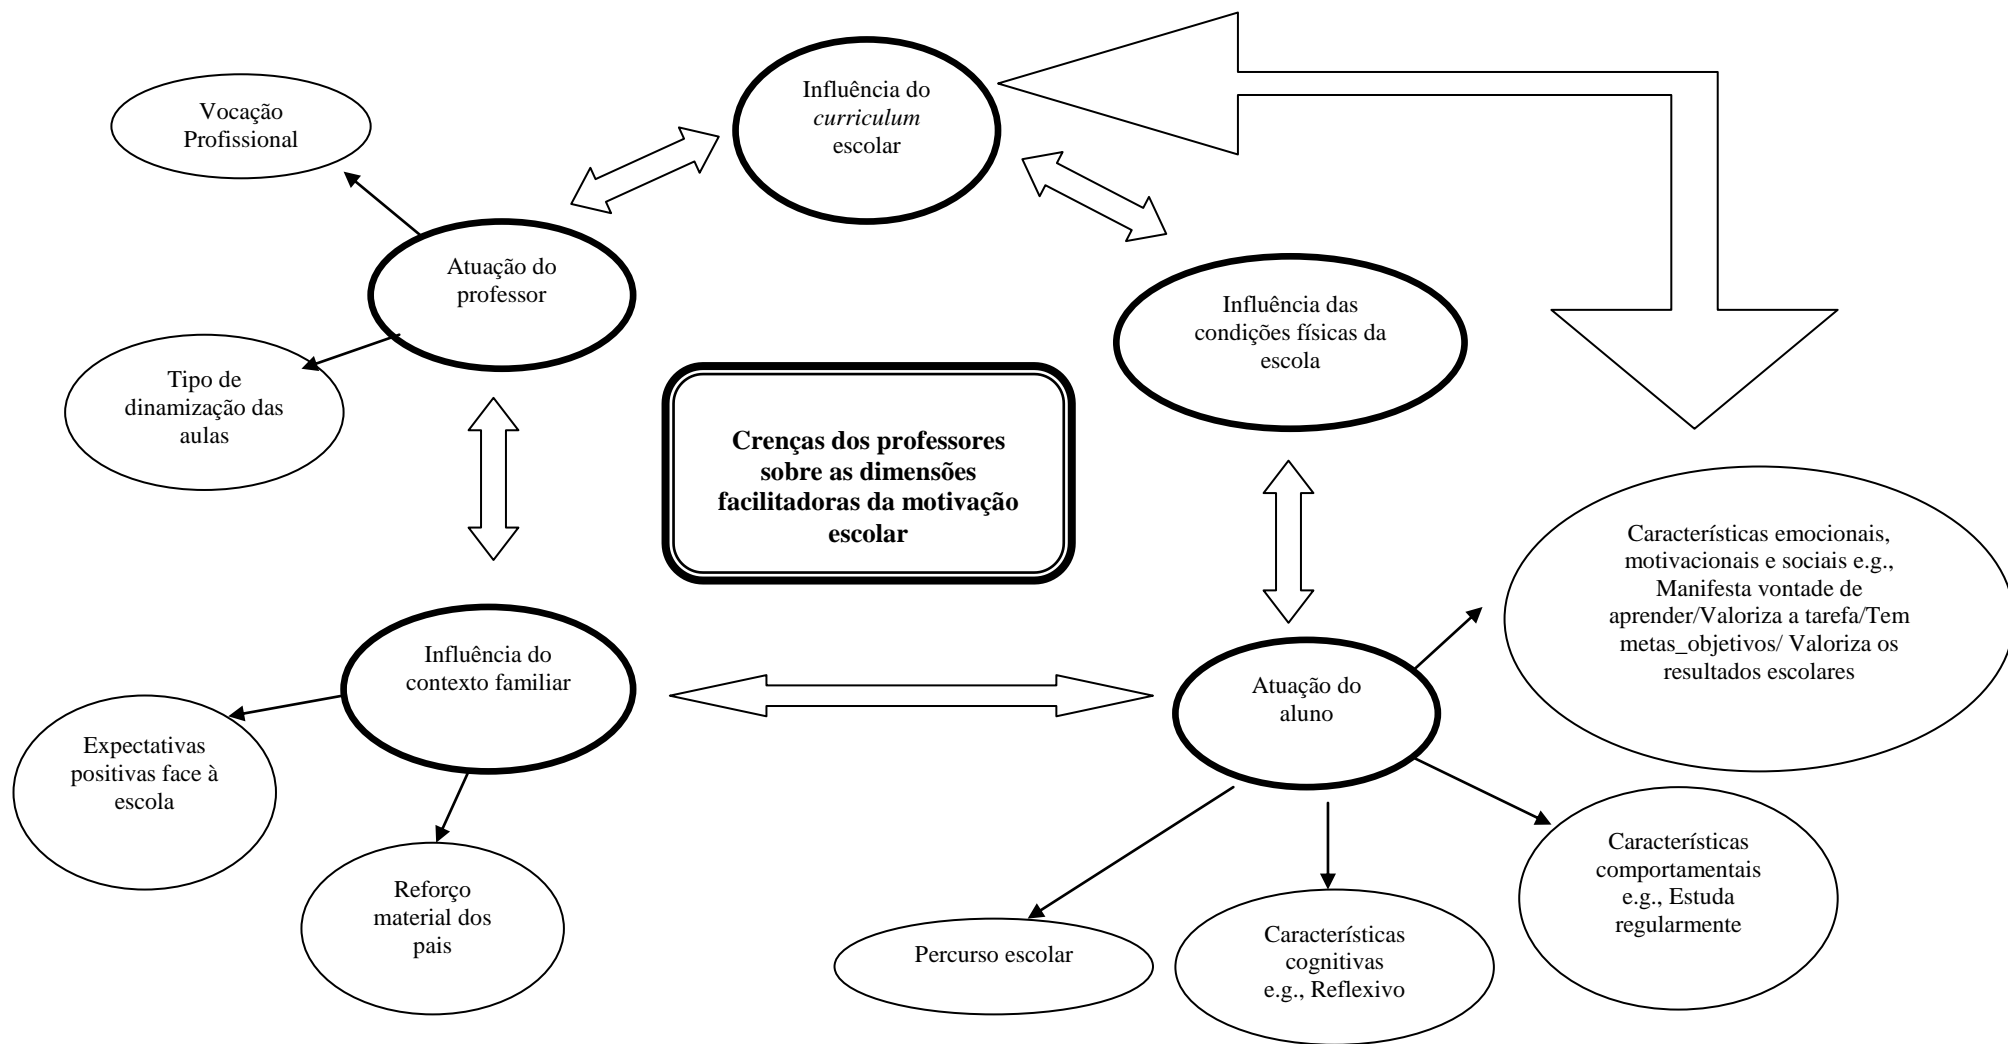 Influência do
curriculum
escolar
Vocação
Profissional
Atuação do
professor
Influência das
condições físicas da
escola
Tipo de
dinamização das
aulas
Crenças dos professores
sobre as dimensões
facilitadoras da motivação
escolar
Características emocionais,
motivacionais e sociais e.g.,
Manifesta vontade de
aprender/Valoriza a tarefa/Tem
metas_objetivos/ Valoriza os
resultados escolares
Influência do
contexto familiar
Atuação do
aluno
Expectativas
positivas face à
escola
Reforço
material dos
pais
Percurso escolar
Características
cognitivas
e.g., Reflexivo
Características
comportamentais
e.g., Estuda
regularmente